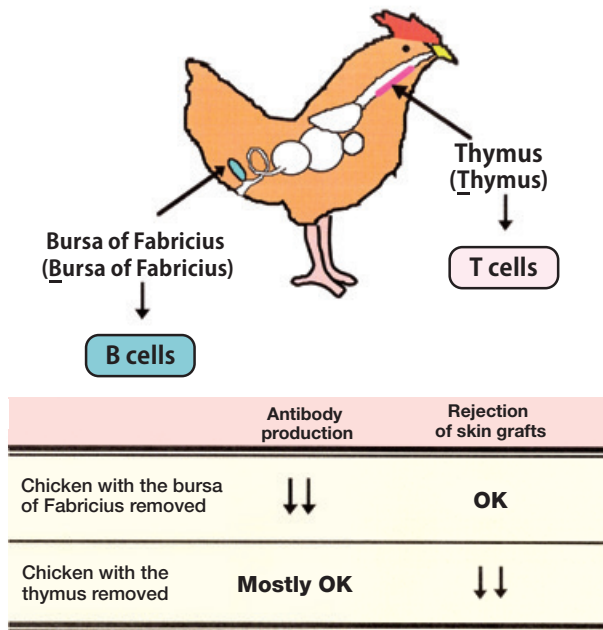 Thymus
(Thymus)
T cells
Bursa of Fabricius
(Bursa of Fabricius)
B cells
Antibody
production
Rejection
of skin grafts
Chicken with the bursa
of Fabricius removed
↓↓
OK
Chicken with the
thymus removed
Mostly OK
↓↓